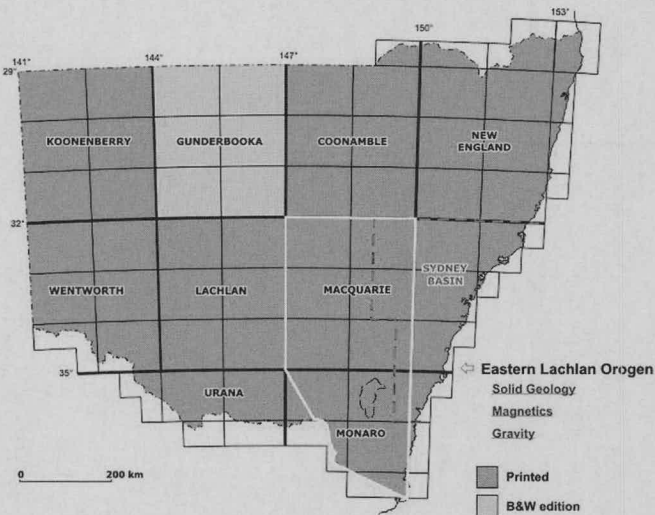 153°
150°
141°
144°
147°
29°
KOONENBERRY
GUNDERBOOKA
COONAMBLE
NEW
ENGLAND
32°
WENTWORTH
LACHLAN
MACQUARIE
SYDNEY
BASIN
35°
Eastern Lachlan Orogen
URANA
Solid Geology
Magnetics
MONARO
Gravity
0 200 km
Printed
B&W edition